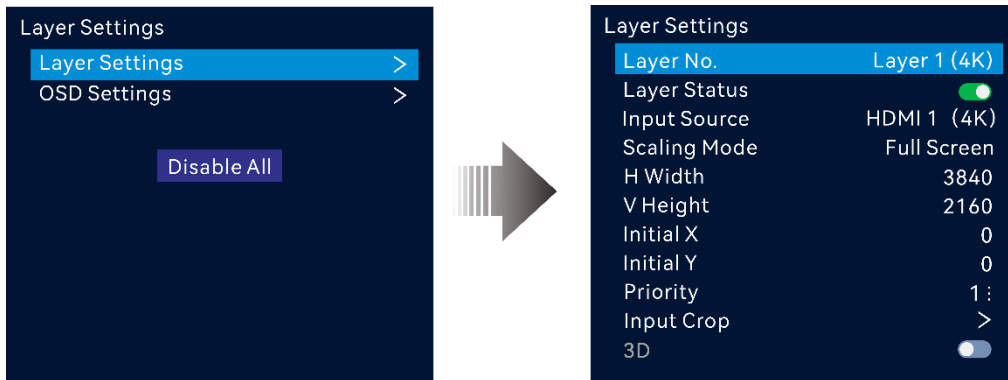 Layer Settings
Layer Settings >
OSD Settings >
Disable All
Layer Settings
Layer No. Layer 1 (4K)
Layer Status
Input Source HDMI 1 (4K)
Scaling Mode Full Screen
H Width 3840
V Height 2160
Initial X 0
Initial Y 0
Priority 1 ⋮
Input Crop >
3D